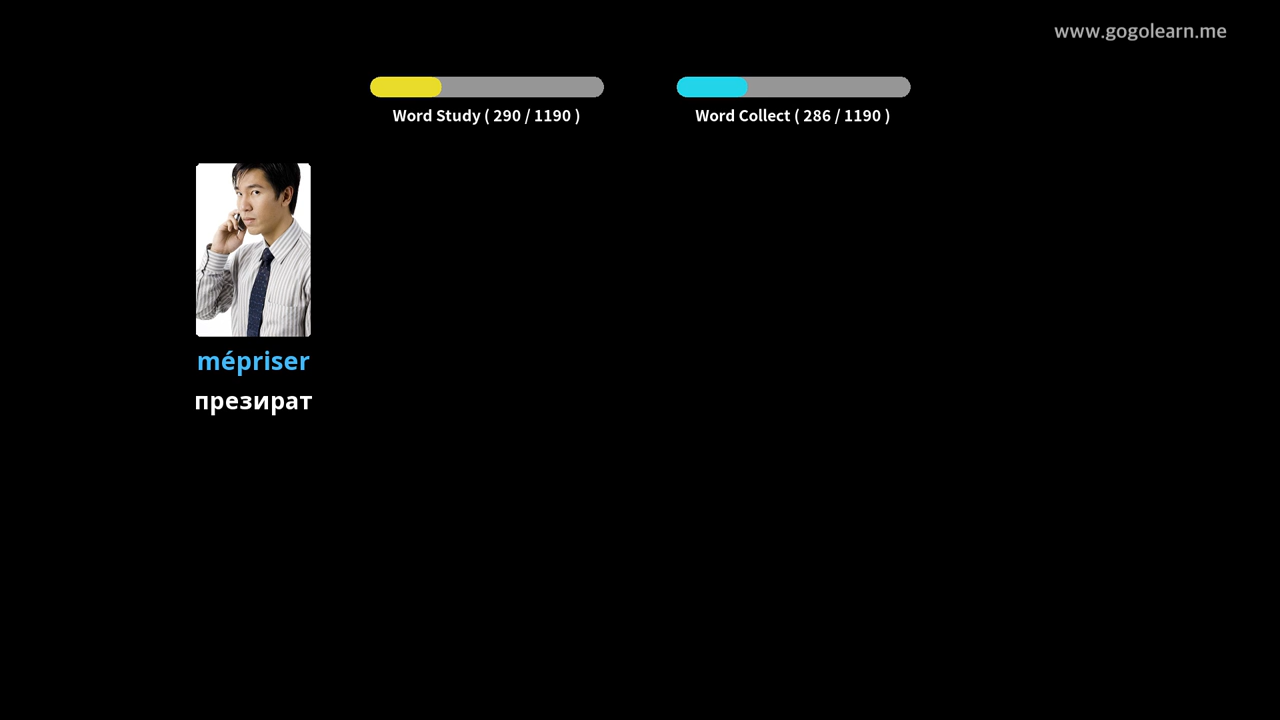 www.gogolearn.me
Word Study ( 290 / 1190 )
Word Collect ( 286 / 1190 )
mépriser
презират